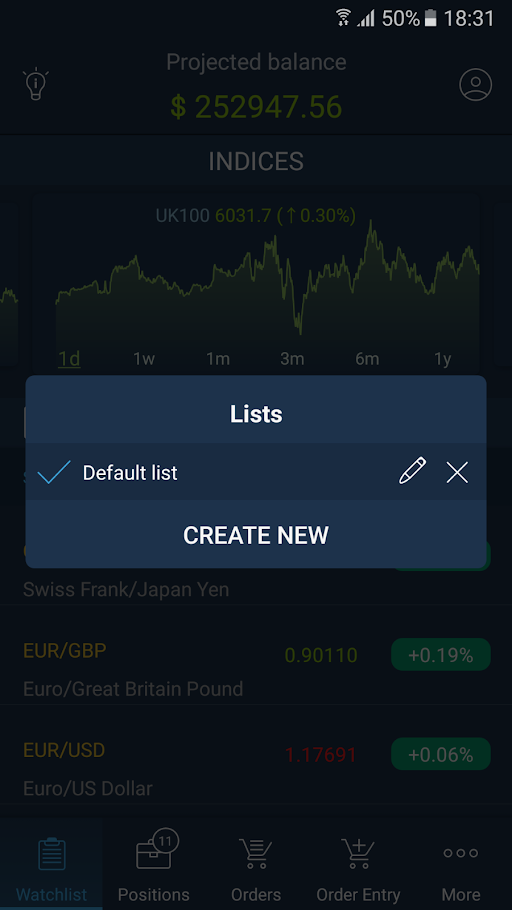 50% 18:31
Projected balance
$ 252947.56
INDICES
UK100 6031.7 (↑0.30%)
1d 1w 1m 3m 6m 1y
Lists
Default list
CREATE NEW
Swiss Frank/Japan Yen
EUR/GBP 0.90110 +0.19%
Euro/Great Britain Pound
EUR/USD 1.17691 +0.06%
Euro/US Dollar
11
Watchlist Positions Orders Order Entry More